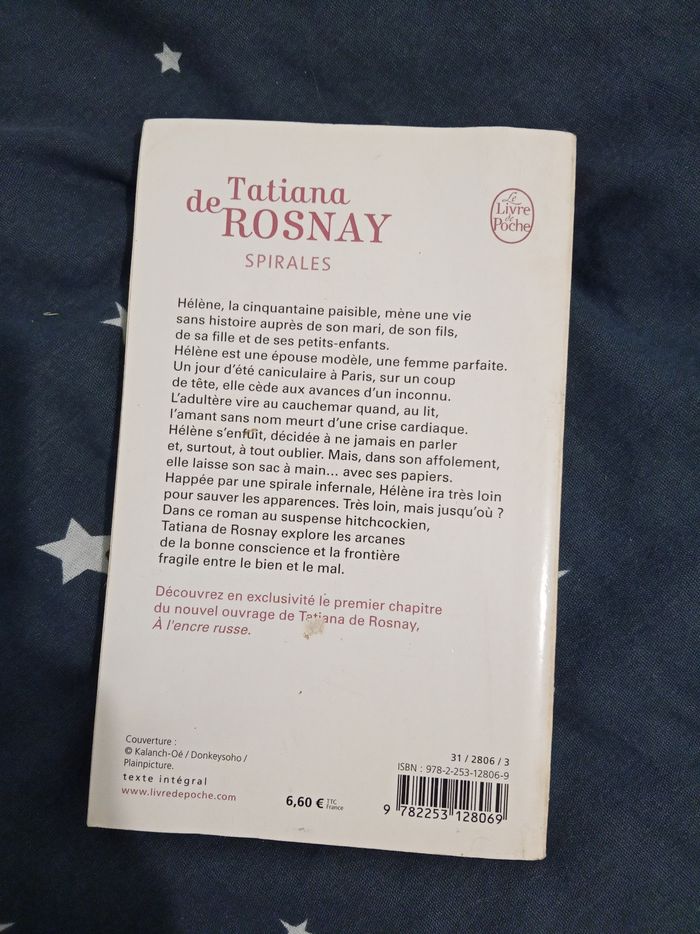 Tatiana
de ROSNAY
SPIRALES
Le
Livre
de
Poche
Hélène, la cinquantaine paisible, mène une vie
sans histoire auprès de son mari, de son fils,
de sa fille et de ses petits-enfants.
Hélène est une épouse modèle, une femme parfaite.
Un jour d'été caniculaire à Paris, sur un coup
de tête, elle cède aux avances d'un inconnu.
L'adultère vire au cauchemar quand, au lit,
l'amant sans nom meurt d'une crise cardiaque.
Hélène s'enfuit, décidée à ne jamais en parler
et, surtout, à tout oublier. Mais, dans son affolement,
elle laisse son sac à main... avec ses papiers.
Happée par une spirale infernale, Hélène ira très loin
pour sauver les apparences. Très loin, mais jusqu'où ?
Dans ce roman au suspense hitchcockien,
Tatiana de Rosnay explore les arcanes
de la bonne conscience et la frontière
fragile entre le bien et le mal.
Découvrez en exclusivité le premier chapitre
du nouvel ouvrage de Tatiana de Rosnay,
À l'encre russe.
Couverture :
© Kalanch-Oé / Donkeysoho /
Plainpicture.
texte intégral
www.livredepoche.com
6,60 € TTC
France
31 / 2806 / 3
ISBN : 978-2-253-12806-9
9 782253 128069